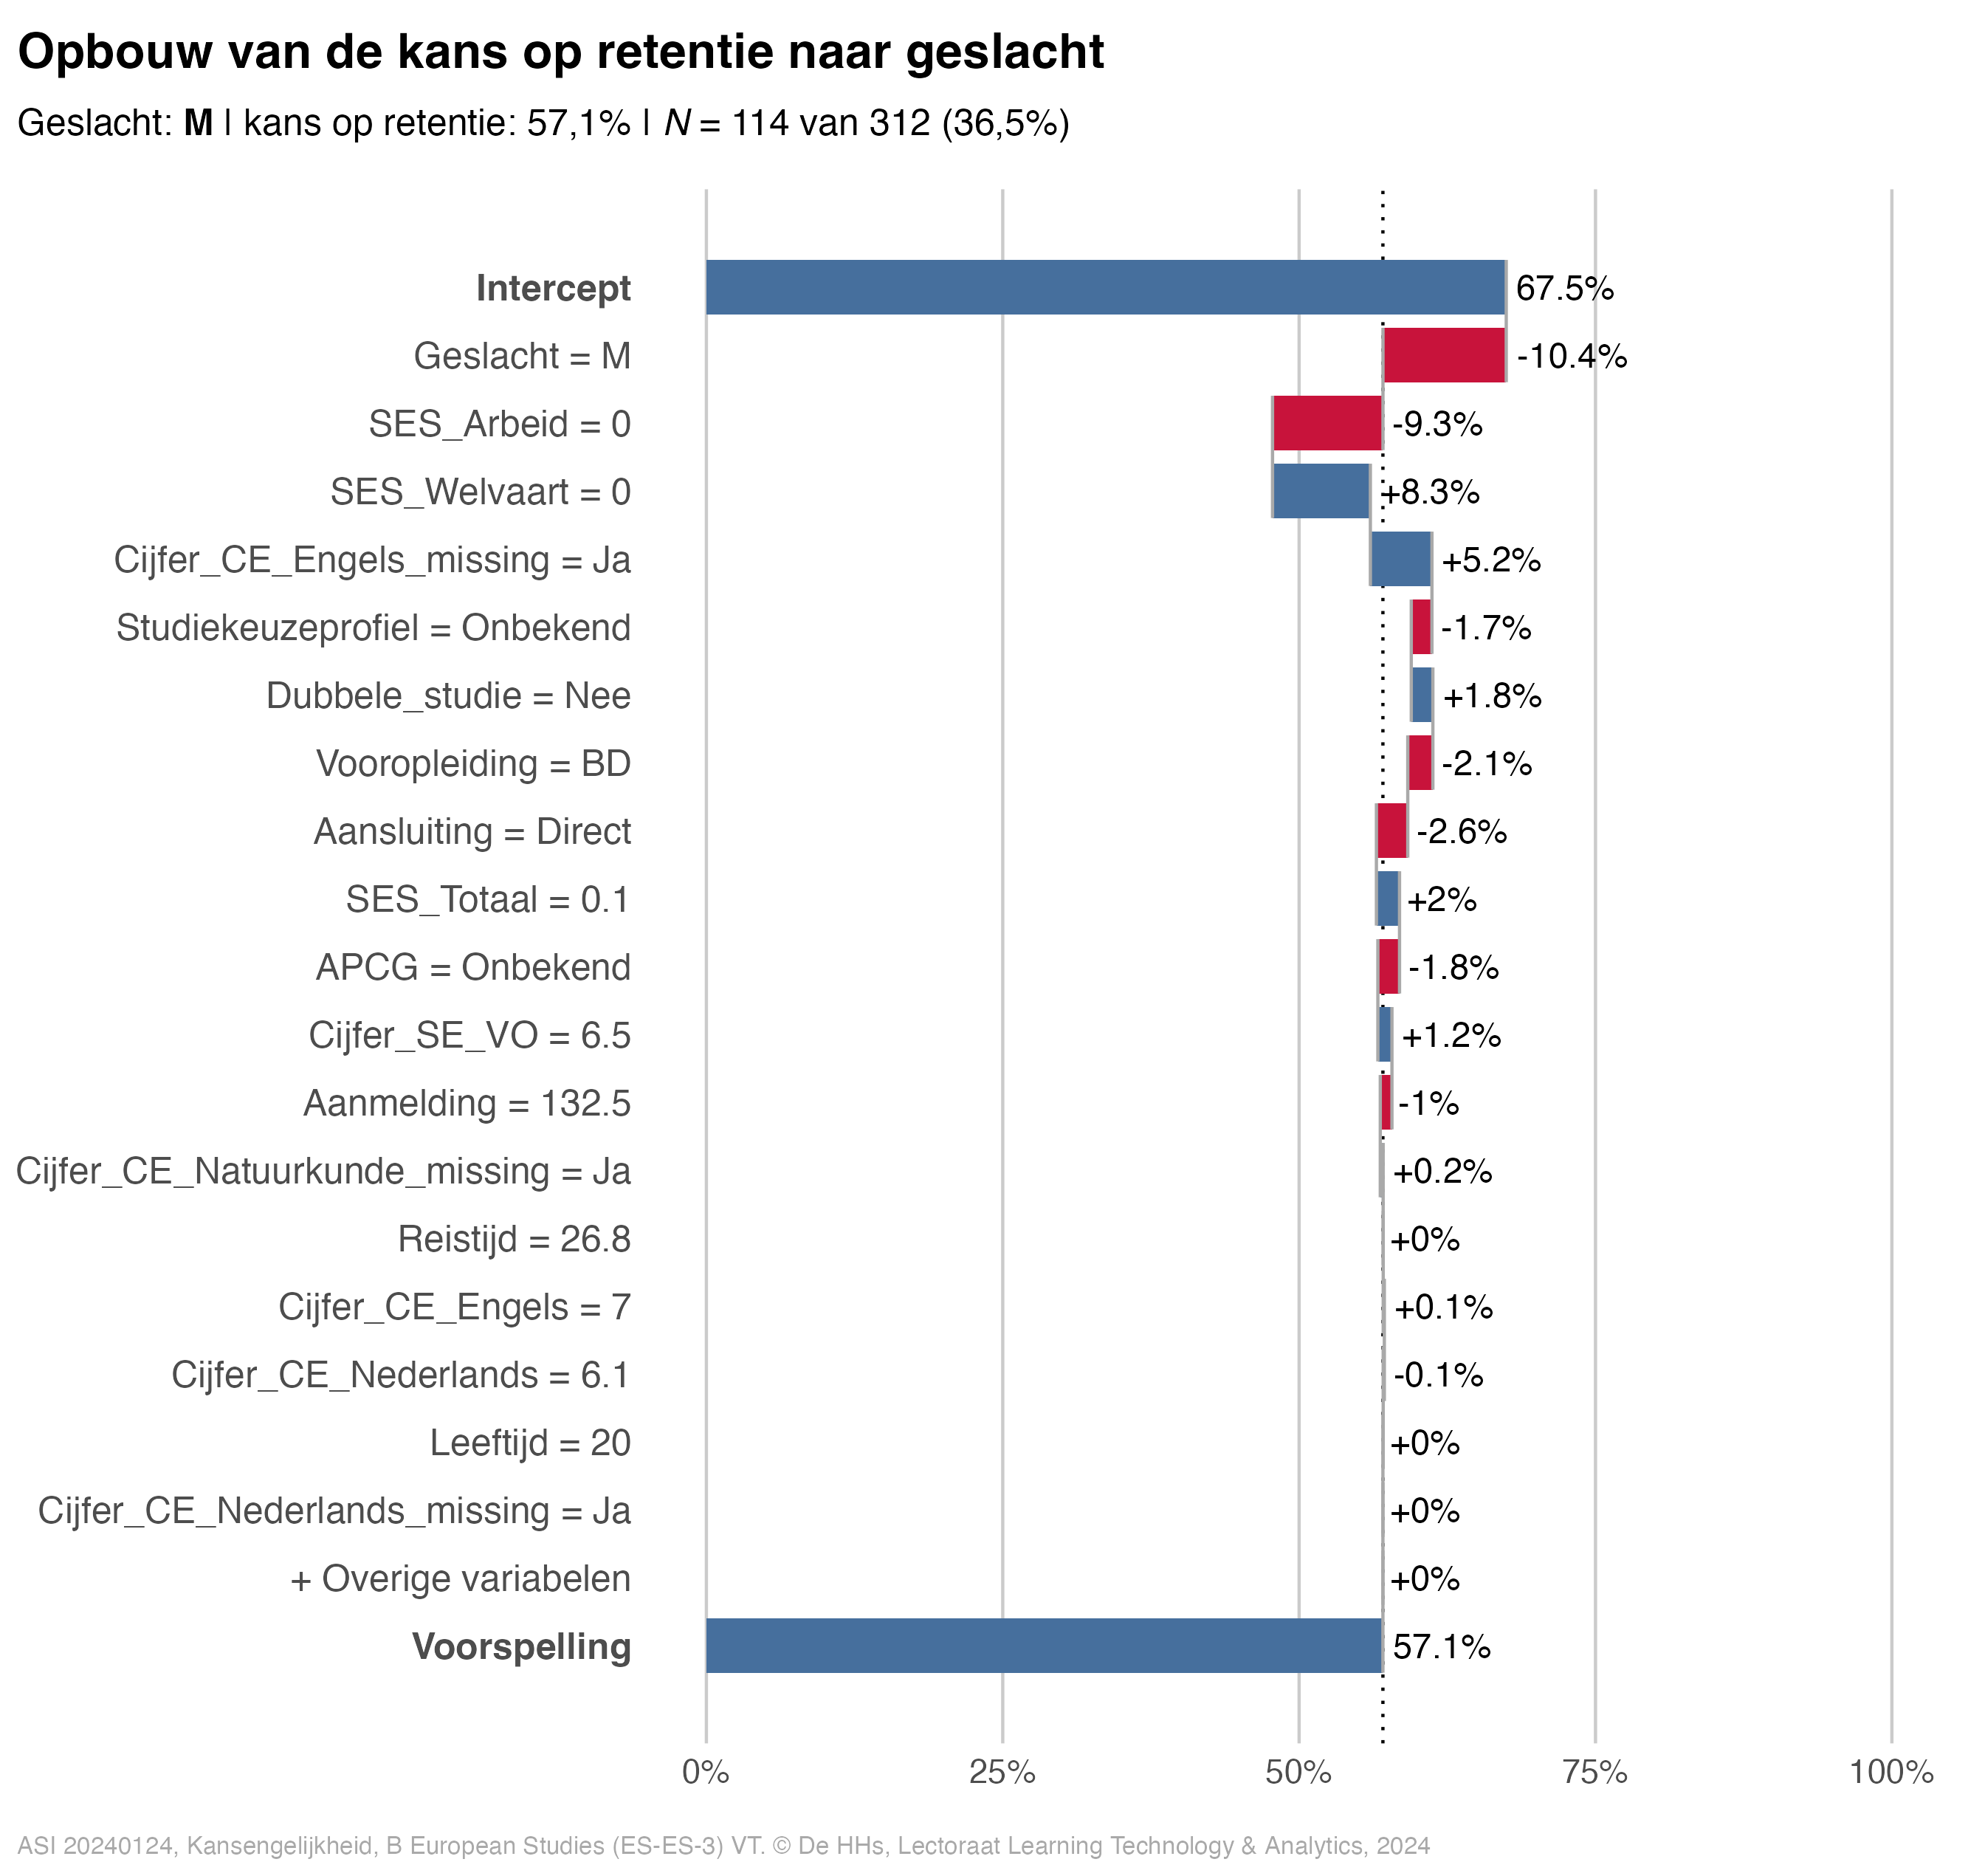 Opbouw van de kans op retentie naar geslacht
Geslacht: M | kans op retentie: 57,1% | N = 114 van 312 (36,5%)
Intercept 67.5%
Geslacht = M -10.4%
SES_Arbeid = 0 -9.3%
SES_Welvaart = 0 +8.3%
Cijfer_CE_Engels_missing = Ja +5.2%
Studiekeuzeprofiel = Onbekend -1.7%
Dubbele_studie = Nee +1.8%
Vooropleiding = BD -2.1%
Aansluiting = Direct -2.6%
SES_Totaal = 0.1 +2%
APCG = Onbekend -1.8%
Cijfer_SE_VO = 6.5 +1.2%
Aanmelding = 132.5 -1%
Cijfer_CE_Natuurkunde_missing = Ja +0.2%
Reistijd = 26.8 +0%
Cijfer_CE_Engels = 7 +0.1%
Cijfer_CE_Nederlands = 6.1 -0.1%
Leeftijd = 20 +0%
Cijfer_CE_Nederlands_missing = Ja +0%
+ Overige variabelen +0%
Voorspelling 57.1%
0% 25% 50% 75% 100%
ASI 20240124, Kansengelijkheid, B European Studies (ES-ES-3) VT. © De HHs, Lectoraat Learning Technology & Analytics, 2024